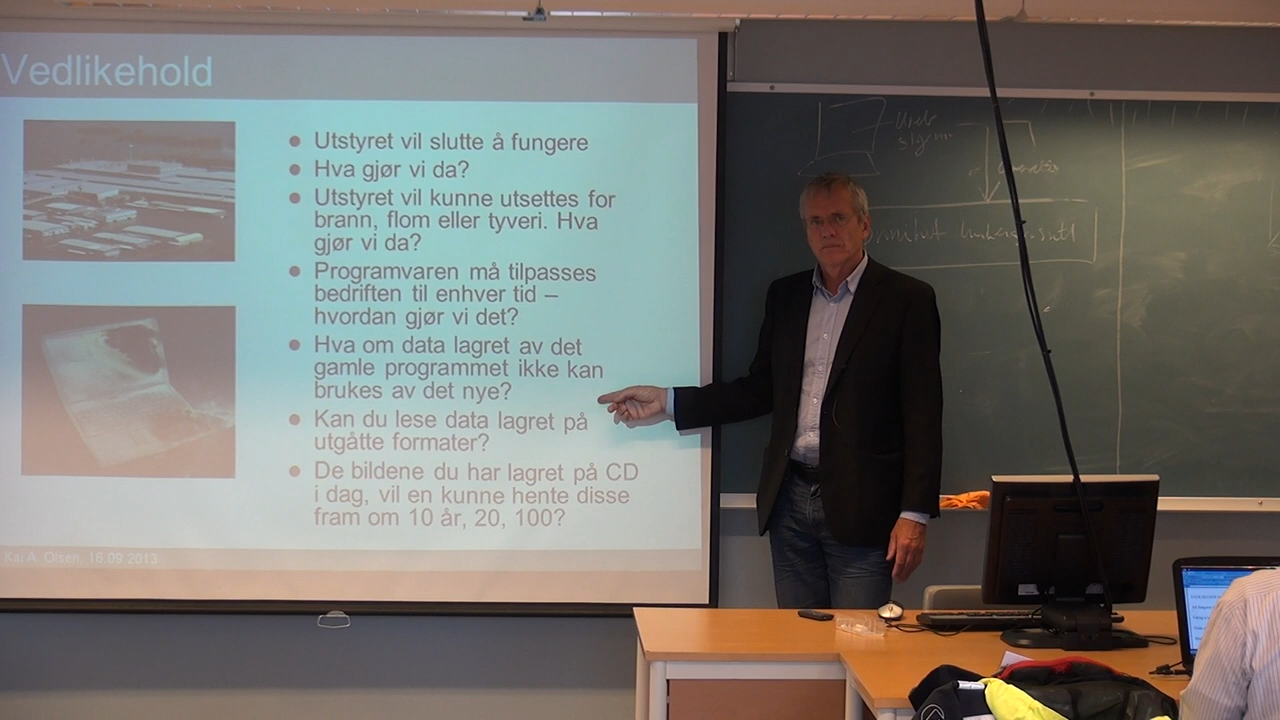 Vedlikehold
● Utstyret vil slutte å fungere
● Hva gjør vi da?
● Utstyret vil kunne utsettes for
brann, flom eller tyveri. Hva
gjør vi da?
● Programvaren må tilpasses
bedriften til enhver tid –
hvordan gjør vi det?
● Hva om data lagret av det
gamle programmet ikke kan
brukes av det nye?
● Kan du lese data lagret på
utgåtte formater?
● De bildene du har lagret på CD
i dag, vil en kunne hente disse
fram om 10 år, 20, 100?
Kai A. Olsen, 18.09.2013